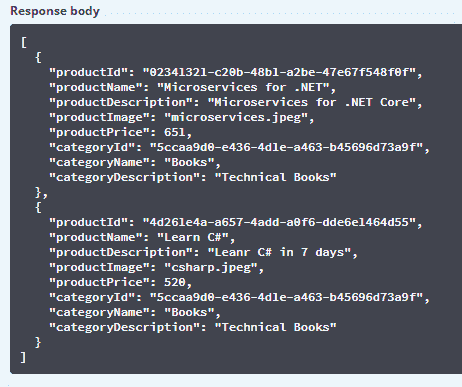 Response body
[
  {
    "productId": "02341321-c20b-48b1-a2be-47e67f548f0f",
    "productName": "Microservices for .NET",
    "productDescription": "Microservices for .NET Core",
    "productImage": "microservices.jpeg",
    "productPrice": 651,
    "categoryId": "5ccaa9d0-e436-4d1e-a463-b45696d73a9f",
    "categoryName": "Books",
    "categoryDescription": "Technical Books"
  },
  {
    "productId": "4d261e4a-a657-4add-a0f6-dde6e1464d55",
    "productName": "Learn C#",
    "productDescription": "Leanr C# in 7 days",
    "productImage": "csharp.jpeg",
    "productPrice": 520,
    "categoryId": "5ccaa9d0-e436-4d1e-a463-b45696d73a9f",
    "categoryName": "Books",
    "categoryDescription": "Technical Books"
  }
]